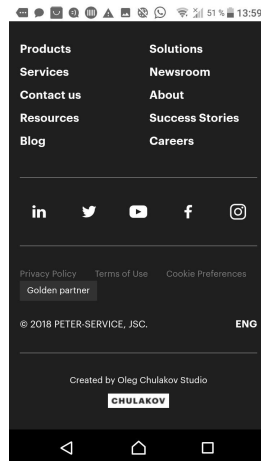 51 % 13:59
Products Solutions
Services Newsroom
Contact us About
Resources Success Stories
Blog Careers
in f
Privacy Policy Terms of Use Cookie Preferences
Golden partner
© 2018 PETER-SERVICE, JSC. ENG
Created by Oleg Chulakov Studio
CHULAKOV